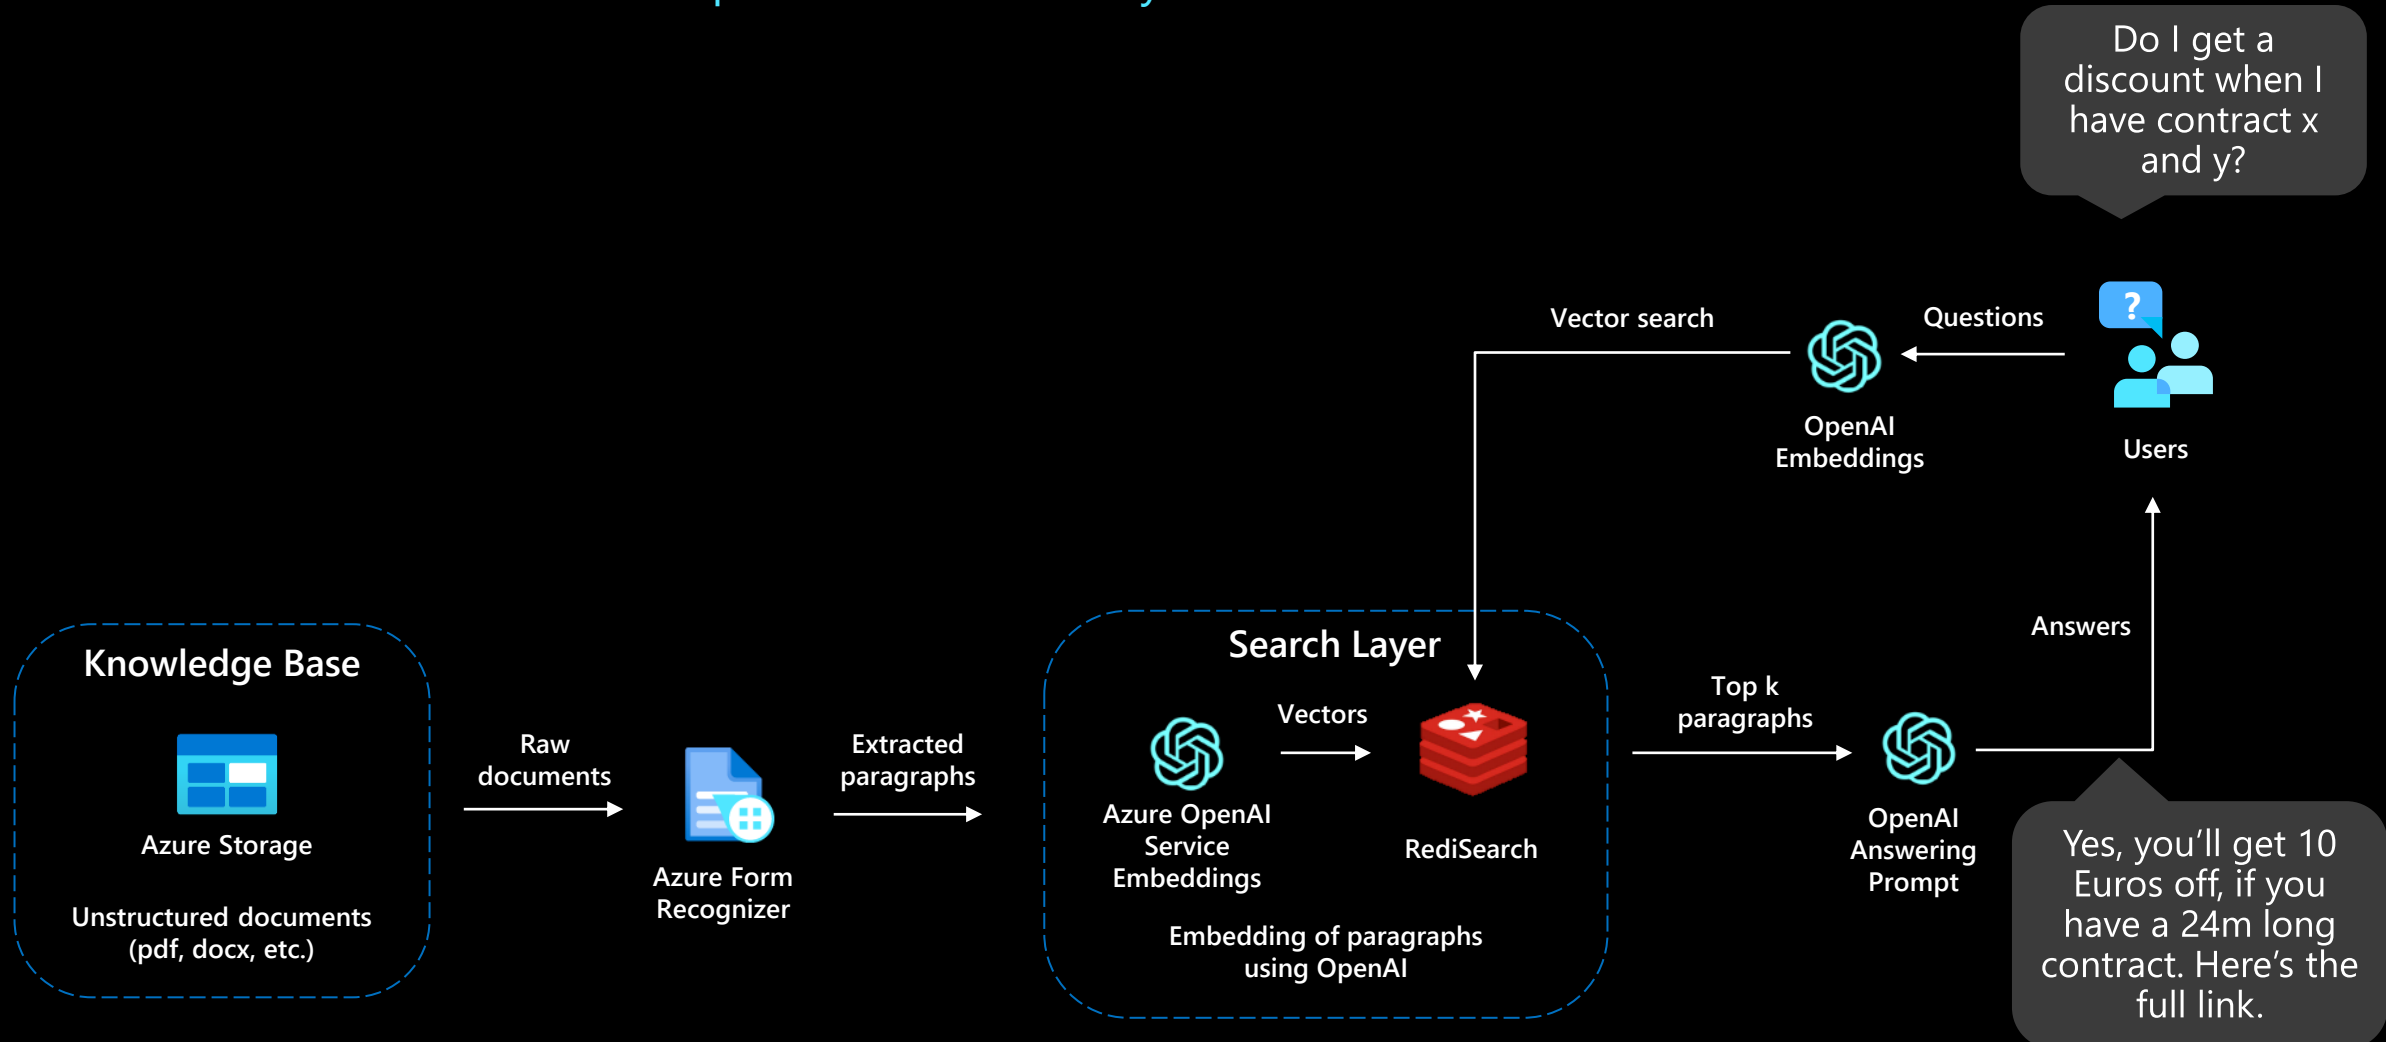 Do I get a
discount when I
have contract x
and y?
?
Vector search
Questions
OpenAI
Embeddings
Users
Answers
Knowledge Base
Azure Storage
Unstructured documents
(pdf, docx, etc.)
Raw
documents
Azure Form
Recognizer
Extracted
paragraphs
Search Layer
Vectors
Azure OpenAI
Service
Embeddings
RediSearch
Embedding of paragraphs
using OpenAI
Top k
paragraphs
OpenAI
Answering
Prompt
Yes, you’ll get 10
Euros off, if you
have a 24m long
contract. Here’s the
full link.